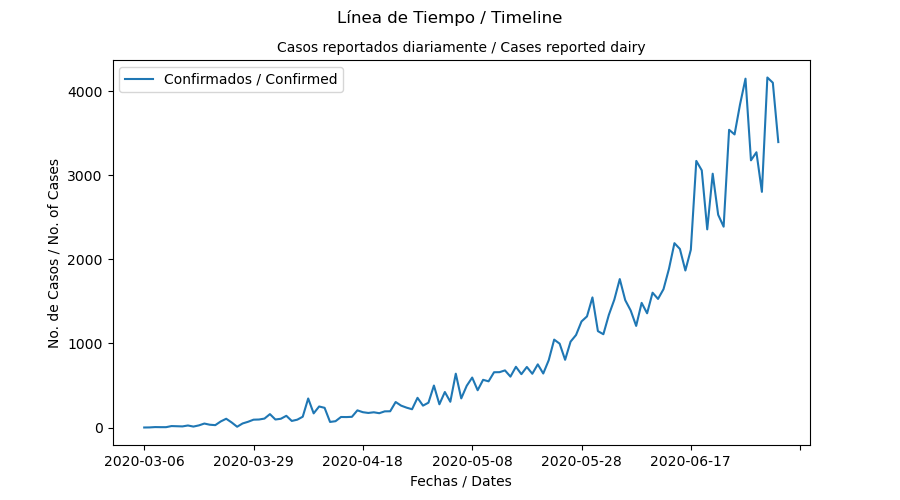 Línea de Tiempo / Timeline
Casos reportados diariamente / Cases reported dairy
Confirmados / Confirmed
4000
3000
2000
1000
0
No. de Casos / No. of Cases
2020-03-06 2020-03-29 2020-04-18 2020-05-08 2020-05-28 2020-06-17
Fechas / Dates